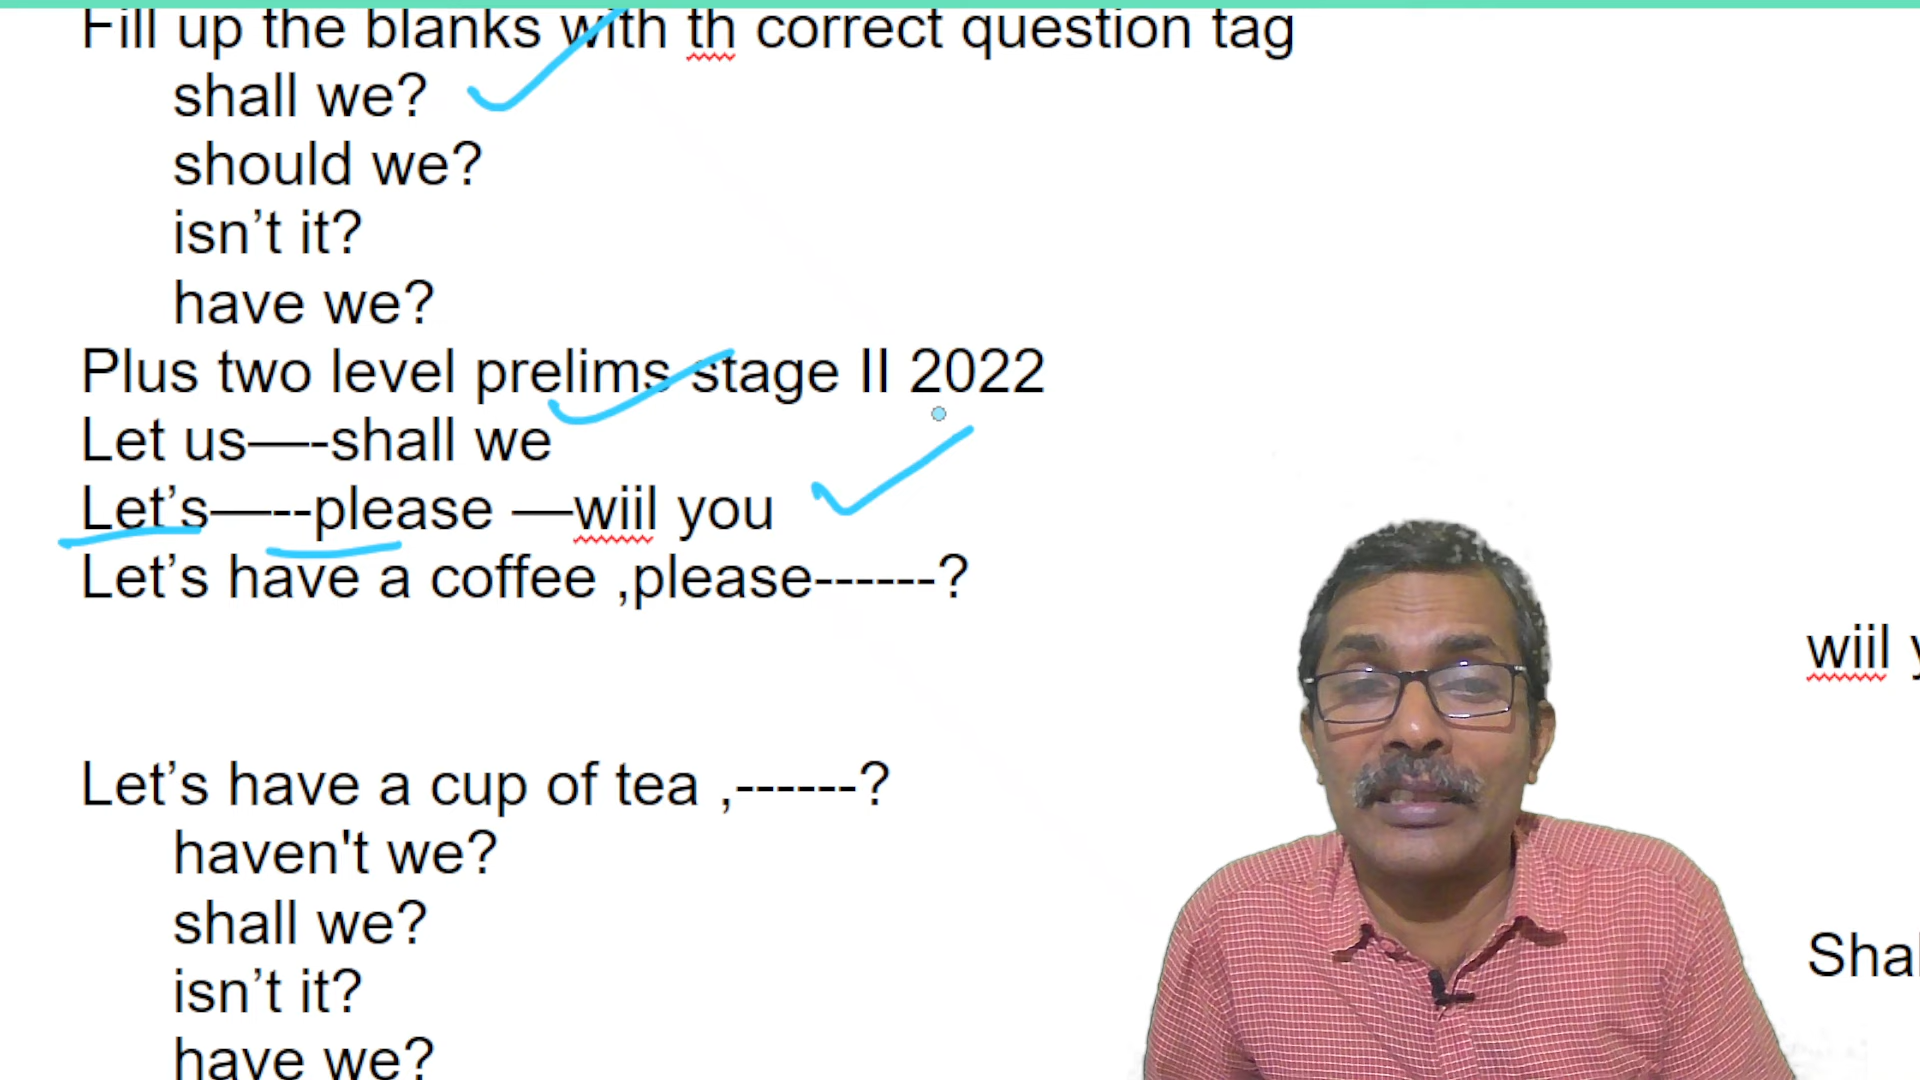 Fill up the blanks with th correct question tag
shall we?
should we?
isn’t it?
have we?
Plus two level prelims stage II 2022
Let us—-shall we
Let’s—--please —wiil you
Let’s have a coffee ,please------?
wiil
Let’s have a cup of tea ,------?
haven't we?
shall we?
Shal
isn’t it?
have we?